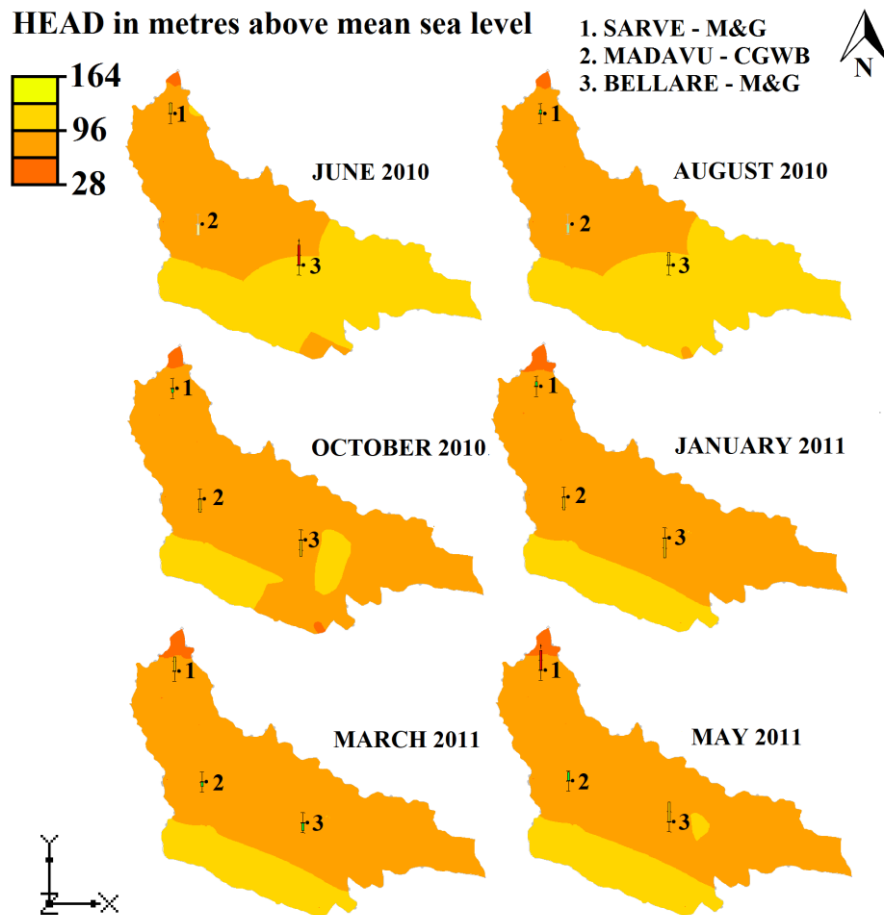 HEAD in metres above mean sea level
1. SARVE - M&G
2. MADAVU - CGWB
3. BELLARE - M&G
N
164
96
28
1
2
3
JUNE 2010
1
2
3
AUGUST 2010
1
2
3
OCTOBER 2010
1
2
3
JANUARY 2011
1
2
3
MARCH 2011
1
2
3
MAY 2011
Y
Z
X